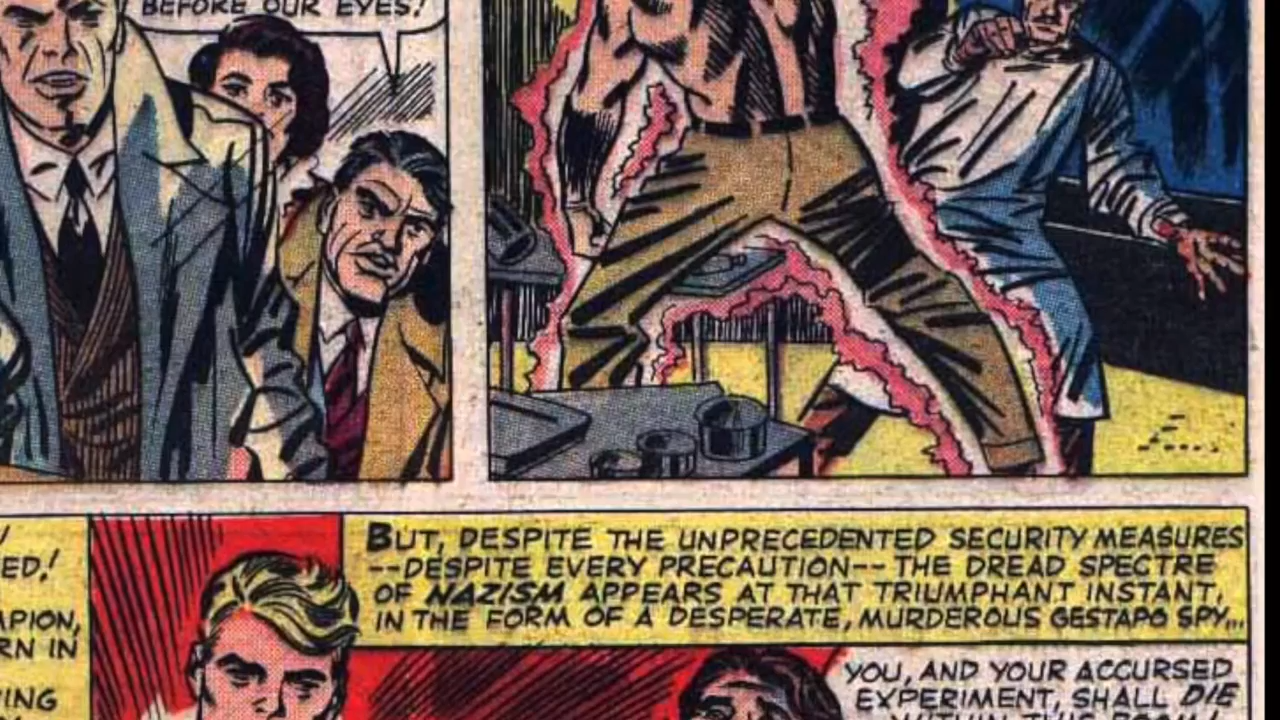 BEFORE OUR EYES!
ED!
APION,
RN IN
ING
BUT, DESPITE THE UNPRECEDENTED SECURITY MEASURES
--DESPITE EVERY PRECAUTION-- THE DREAD SPECTRE
OF NAZISM APPEARS AT THAT TRIUMPHANT INSTANT,
IN THE FORM OF A DESPERATE, MURDEROUS GESTAPO SPY...
YOU, AND YOUR ACCURSED
EXPERIMENT, SHALL DIE
WITHIN THIS